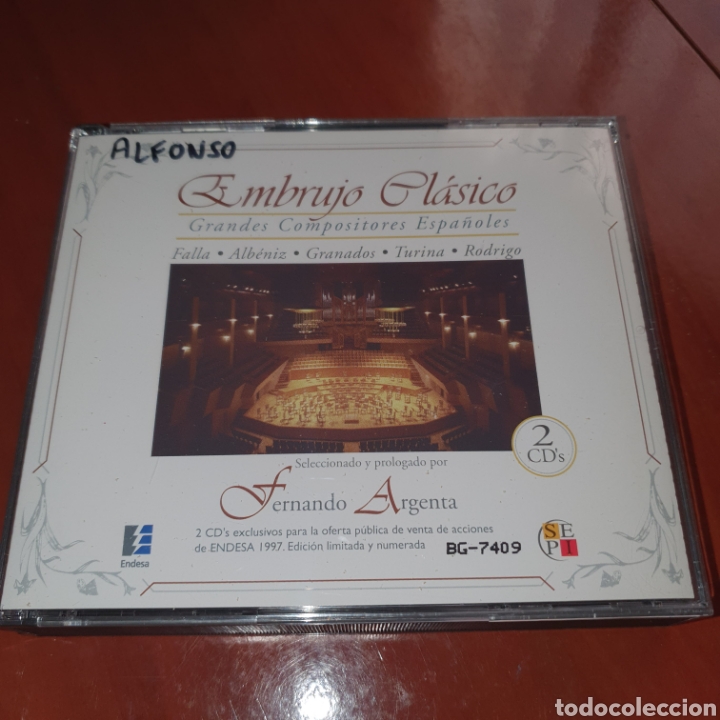 ALFONSO
Embrujo Clásico
Grandes Compositores Españoles
Falla • Albéniz • Granados • Turina • Rodrigo
2
CD's
Seleccionado y prologado por
Fernando Argenta
2 CD's exclusivos para la oferta pública de venta de acciones
de ENDESA 1997. Edición limitada y numerada
BG-7409
Endesa
SE
PI
todocoleccion